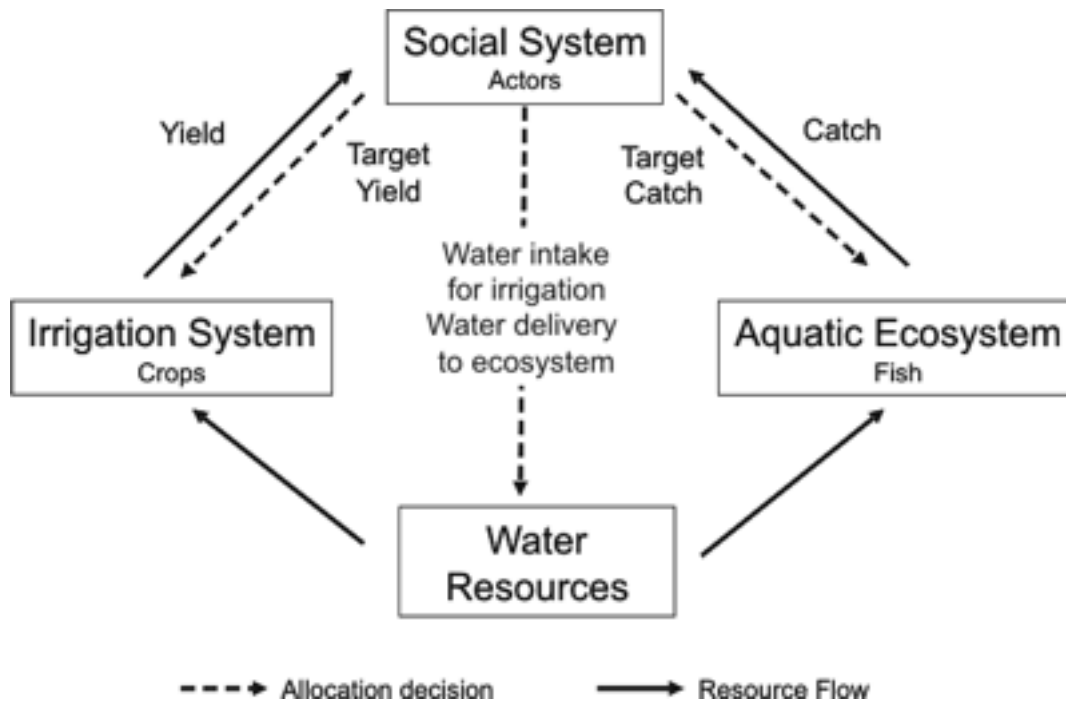 Social System
Actors
Yield
Target
Yield
Target
Catch
Catch
Water intake
for irrigation
Water delivery
to ecosystem
Irrigation System
Crops
Aquatic Ecosystem
Fish
Water
Resources
Allocation decision
Resource Flow